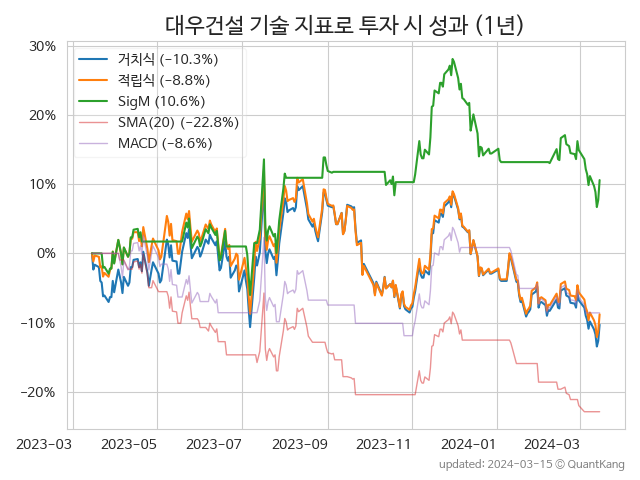 대우건설 기술 지표로 투자 시 성과 (1년)
거치식 (−10.3%)
적립식 (−8.8%)
SigM (10.6%)
SMA(20) (−22.8%)
MACD (−8.6%)
30%
20%
10%
0%
−10%
−20%
2023-03 2023-05 2023-07 2023-09 2023-11 2024-01 2024-03
updated: 2024-03-15 ⓒ QuantKang